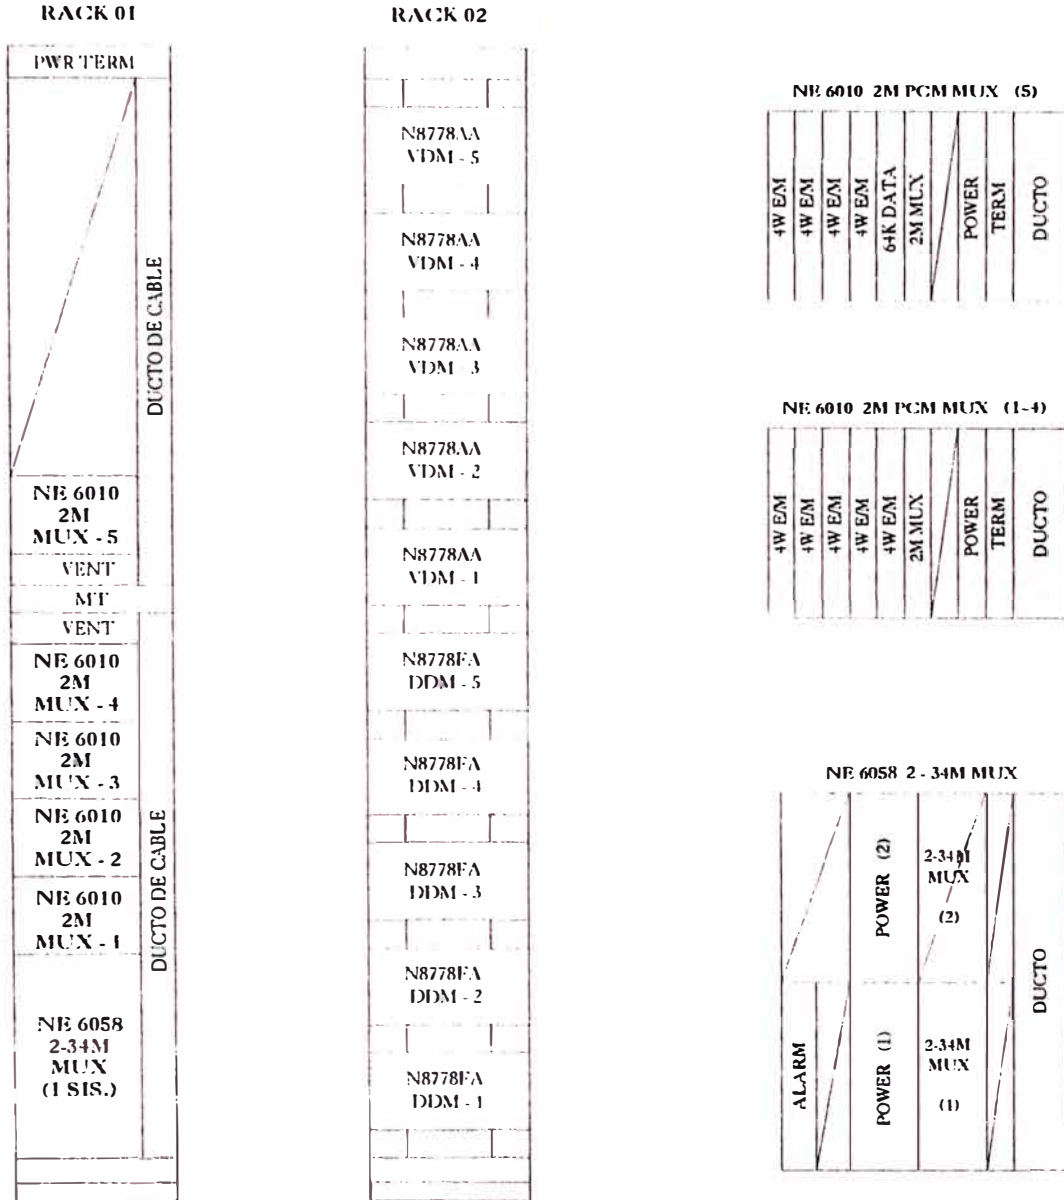 RACK 01
PWR TERM
DUCTO DE CABLE
NE 6010
2M
MUX - 5
VENT
MT
VENT
NE 6010
2M
MUX - 4
NE 6010
2M
MUX - 3
NE 6010
2M
MUX - 2
NE 6010
2M
MUX - 1
DUCTO DE CABLE
NE 6058
2-34M
MUX
(1 SIS.)
RACK 02
N8778AA
VDM - 5
N8778AA
VDM - 4
N8778AA
VDM - 3
N8778AA
VDM - 2
N8778AA
VDM - 1
N8778FA
DDM - 5
N8778FA
DDM - 4
N8778FA
DDM - 3
N8778FA
DDM - 2
N8778FA
DDM - 1
NE 6010 2M PCM MUX (5)
4W E/M
4W E/M
4W E/M
4W E/M
64K DATA
2M MUX
POWER
TERM
DUCTO
NE 6010 2M PCM MUX (1-4)
4W E/M
4W E/M
4W E/M
4W E/M
4W E/M
2M MUX
POWER
TERM
DUCTO
NE 6058 2 - 34M MUX
POWER (2)
2-34M
MUX
(2)
DUCTO
ALARM
POWER (1)
2-34M
MUX
(1)